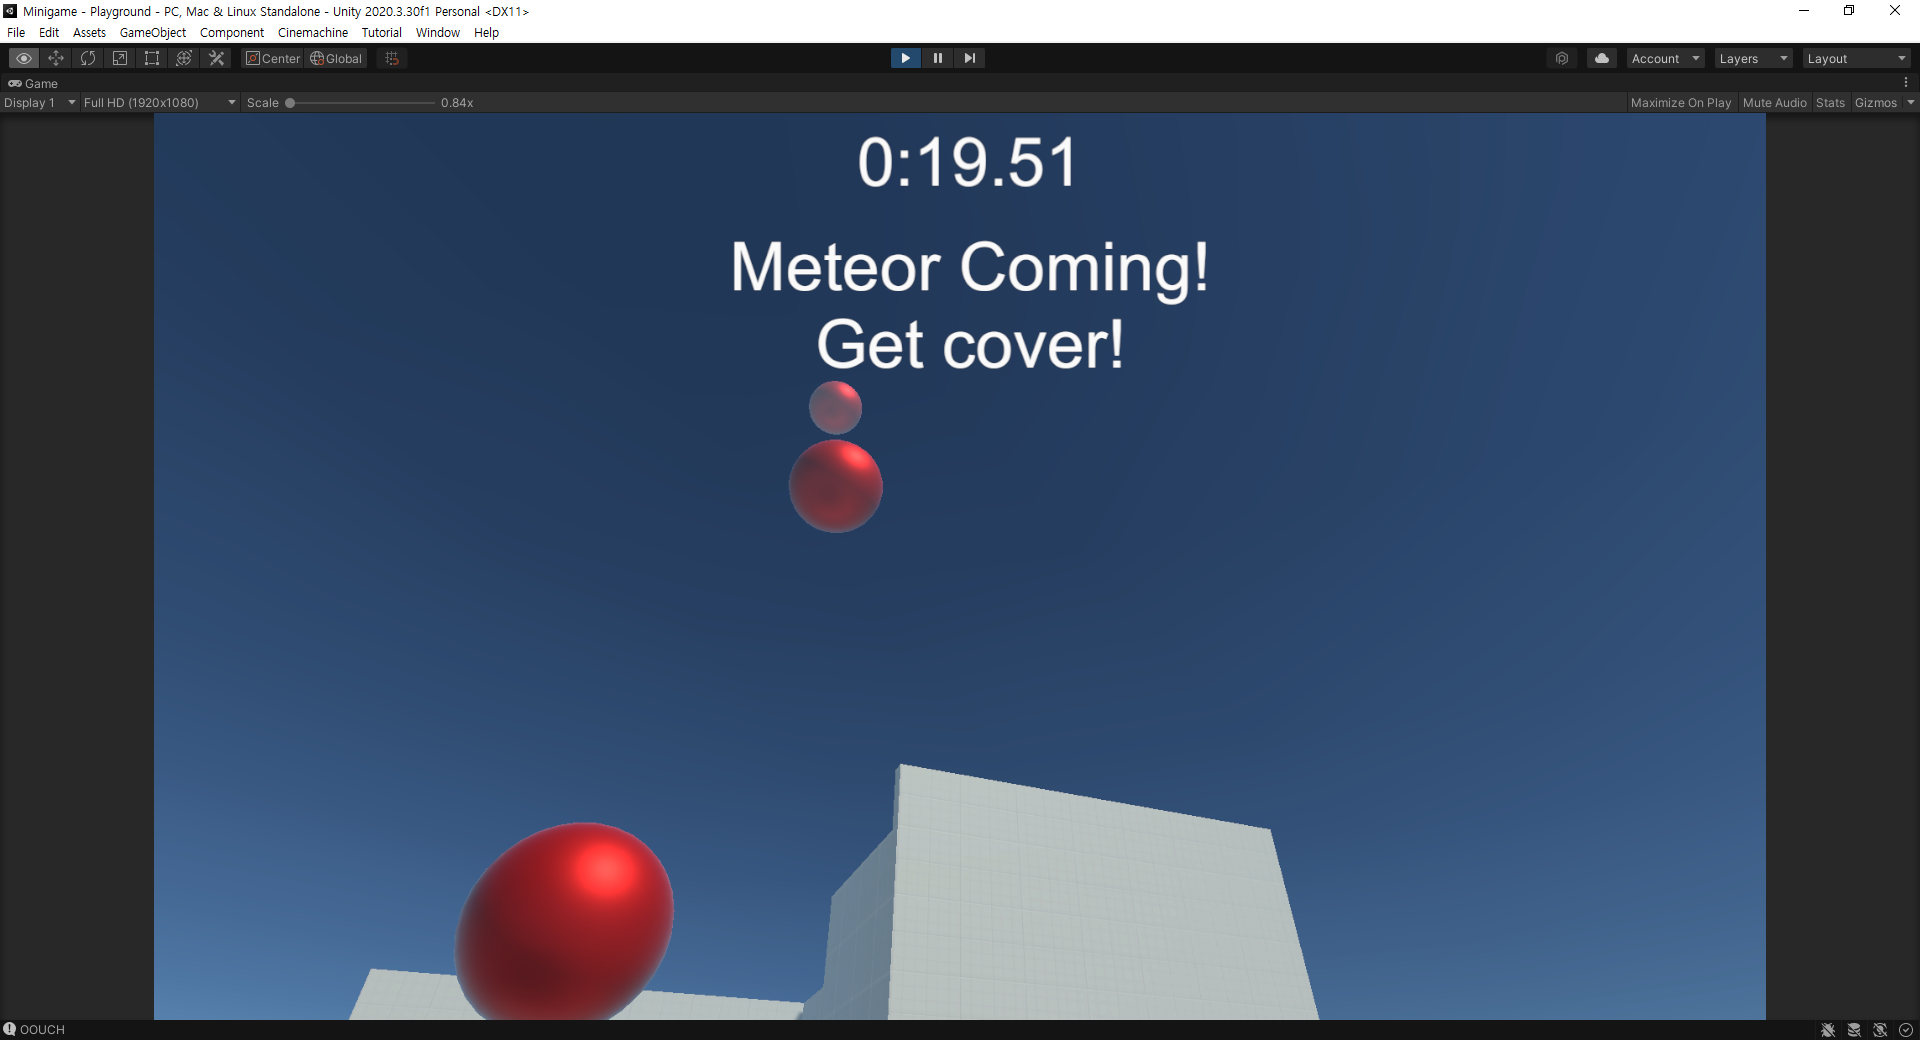 Minigame - Playground - PC, Mac & Linux Standalone - Unity 2020.3.30f1 Personal <DX11>
File Edit Assets GameObject Component Cinemachine Tutorial Window Help
Center Global Account Layers Layout
Game
Display 1 Full HD (1920x1080) Scale 0.84x Maximize On Play Mute Audio Stats Gizmos
0:19.51
Meteor Coming!
Get cover!
OOUCH